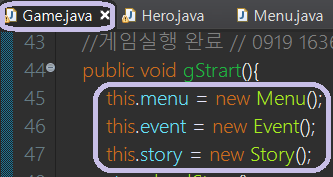 Game.java Hero.java Menu.java
43 //게임실행 완료 // 0919 1636
44 public void gStrart(){
45 this.menu = new Menu();
46 this.event = new Event();
47 this.story = new Story();